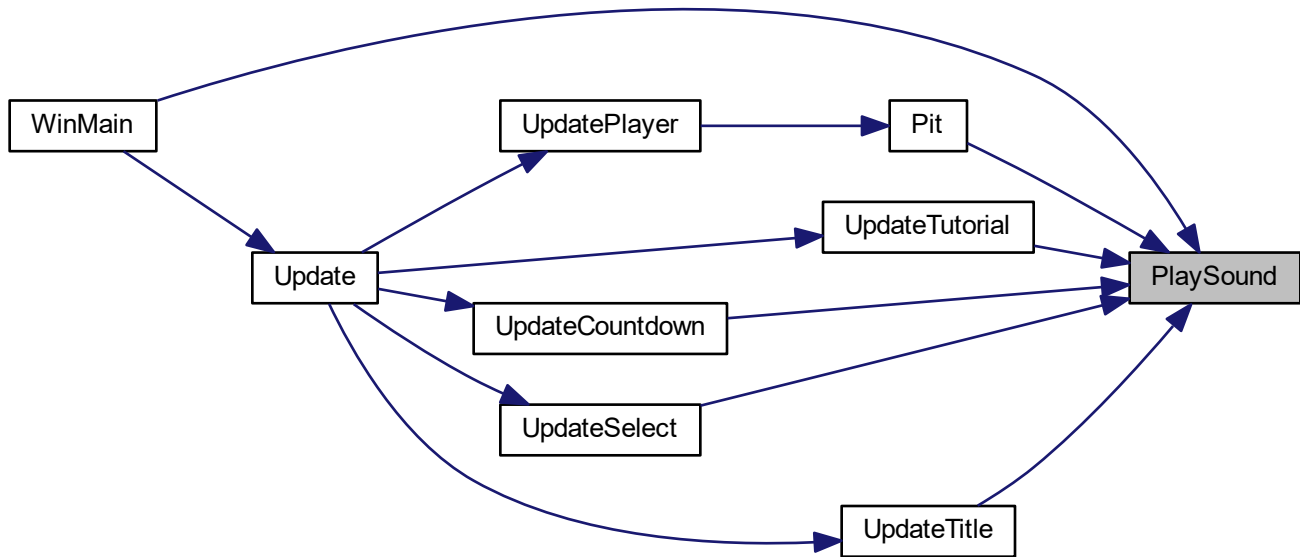 WinMain
UpdatePlayer
Pit
UpdateTutorial
Update
PlaySound
UpdateCountdown
UpdateSelect
UpdateTitle